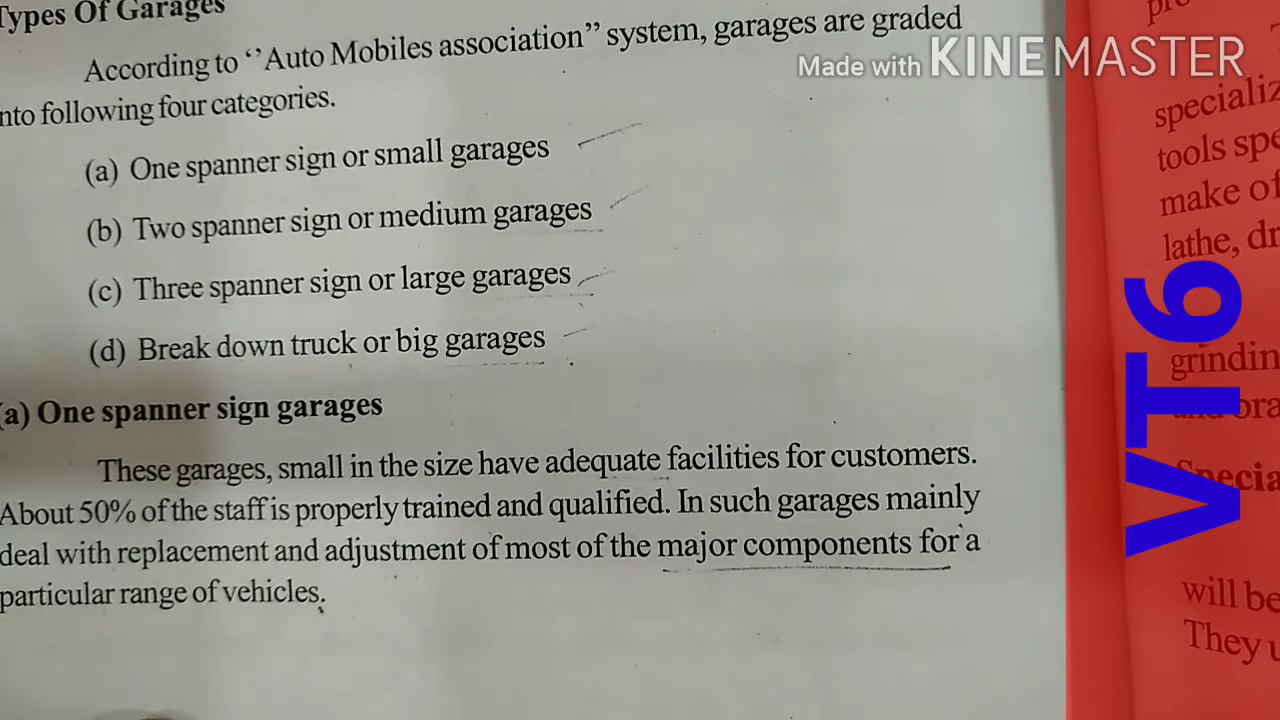 Types Of Garages
According to ‘’Auto Mobiles association” system, garages are graded
nto following four categories.
(a) One spanner sign or small garages
(b) Two spanner sign or medium garages
(c) Three spanner sign or large garages
(d) Break down truck or big garages
(a) One spanner sign garages
These garages, small in the size have adequate facilities for customers.
About 50% of the staff is properly trained and qualified. In such garages mainly
deal with replacement and adjustment of most of the major components for a
particular range of vehicles.
Made with KINEMASTER
specializ
tools spe
make of
lathe, dr
grindin
Specia
will be
They u
VT6